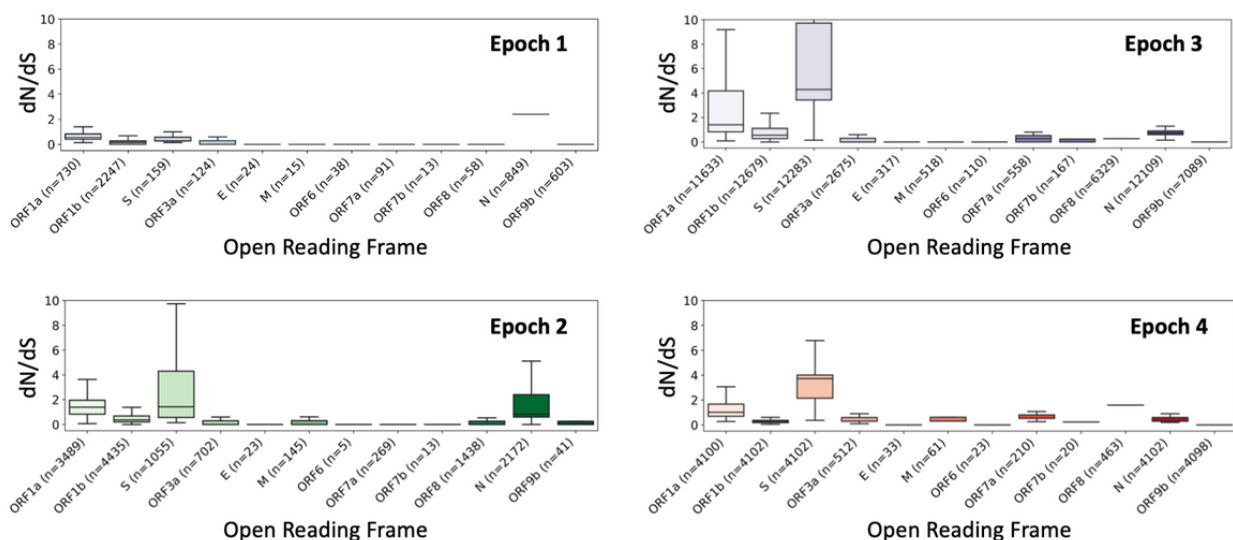 Epoch 1
dN/dS
10
8
6
4
2
0
ORF1a (n=730)
ORF1b (n=2247)
S (n=159)
ORF3a (n=124)
E (n=24)
M (n=15)
ORF6 (n=38)
ORF7a (n=91)
ORF7b (n=13)
ORF8 (n=58)
N (n=849)
ORF9b (n=603)
Open Reading Frame
Epoch 3
dN/dS
10
8
6
4
2
0
ORF1a (n=11633)
ORF1b (n=12679)
S (n=12283)
ORF3a (n=2675)
E (n=317)
M (n=518)
ORF6 (n=110)
ORF7a (n=558)
ORF7b (n=167)
ORF8 (n=6329)
N (n=12109)
ORF9b (n=7089)
Open Reading Frame
Epoch 2
dN/dS
10
8
6
4
2
0
ORF1a (n=3489)
ORF1b (n=4435)
S (n=1055)
ORF3a (n=702)
E (n=23)
M (n=145)
ORF6 (n=5)
ORF7a (n=269)
ORF7b (n=13)
ORF8 (n=1438)
N (n=2172)
ORF9b (n=41)
Open Reading Frame
Epoch 4
dN/dS
10
8
6
4
2
0
ORF1a (n=4100)
ORF1b (n=4102)
S (n=4102)
ORF3a (n=512)
E (n=33)
M (n=61)
ORF6 (n=23)
ORF7a (n=210)
ORF7b (n=20)
ORF8 (n=463)
N (n=4102)
ORF9b (n=4098)
Open Reading Frame